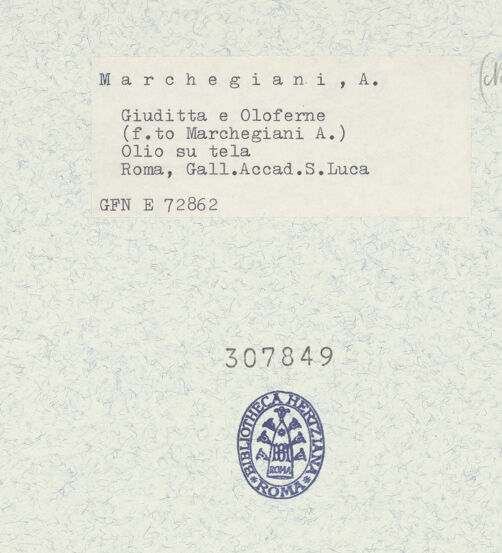 Marchegiani, A.
Giuditta e Oloferne
(f.to Marchegiani A.)
Olio su tela
Roma, Gall.Accad.S.Luca
GFN E 72862
307849
BIBLIOTHECA HERTZIANA
ROMA
ROMA